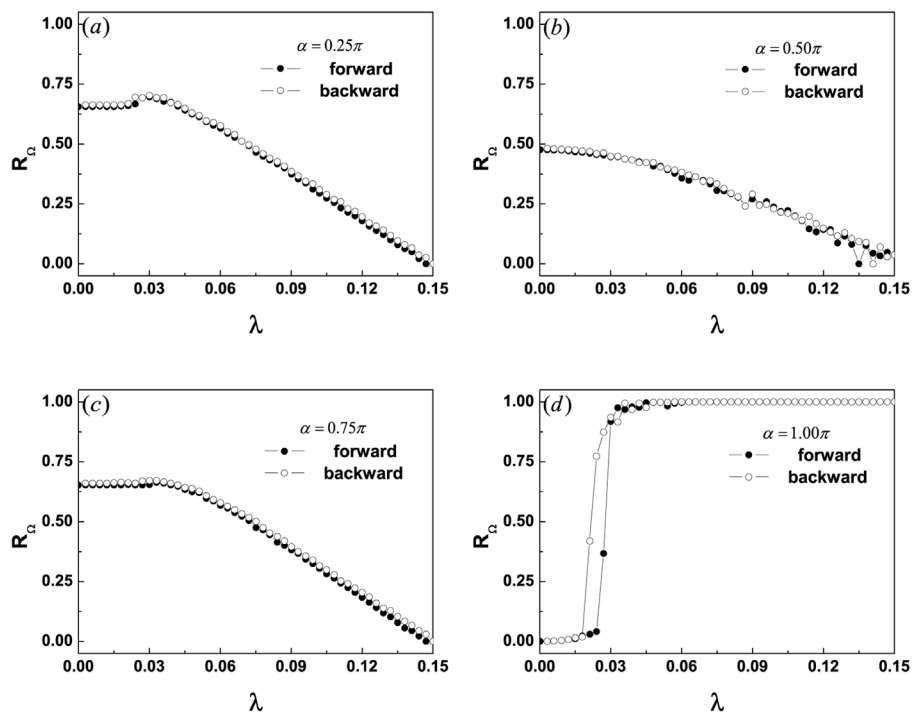 (a)
α = 0.25π
forward
backward
1.00
0.75
0.50
0.25
0.00
R_Ω
0.00 0.03 0.06 0.09 0.12 0.15
λ
(b)
α = 0.50π
forward
backward
1.00
0.75
0.50
0.25
0.00
R_Ω
0.00 0.03 0.06 0.09 0.12 0.15
λ
(c)
α = 0.75π
forward
backward
1.00
0.75
0.50
0.25
0.00
R_Ω
0.00 0.03 0.06 0.09 0.12 0.15
λ
(d)
α = 1.00π
forward
backward
1.00
0.75
0.50
0.25
0.00
R_Ω
0.00 0.03 0.06 0.09 0.12 0.15
λ